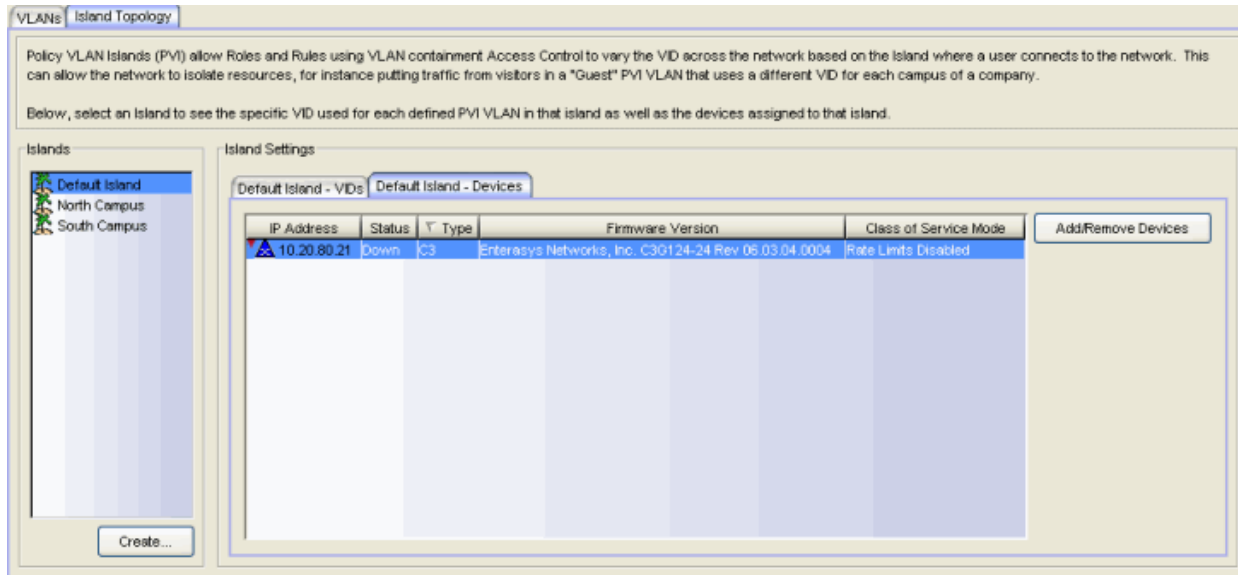 VLANs Island Topology
Policy VLAN Islands (PVI) allow Roles and Rules using VLAN containment Access Control to vary the VID across the network based on the Island where a user connects to the network. This
can allow the network to isolate resources, for instance putting traffic from visitors in a "Guest" PVI VLAN that uses a different VID for each campus of a company.
Below, select an Island to see the specific VID used for each defined PVI VLAN in that island as well as the devices assigned to that island.
Islands
Default Island
North Campus
South Campus
Create...
Island Settings
Default Island - VIDs Default Island - Devices
IP Address Status Type Firmware Version Class of Service Mode
10.20.80.21 Down C3 Enterasys Networks, Inc. C3G124-24 Rev 06.03.04.0004 Rate Limits Disabled
Add/Remove Devices